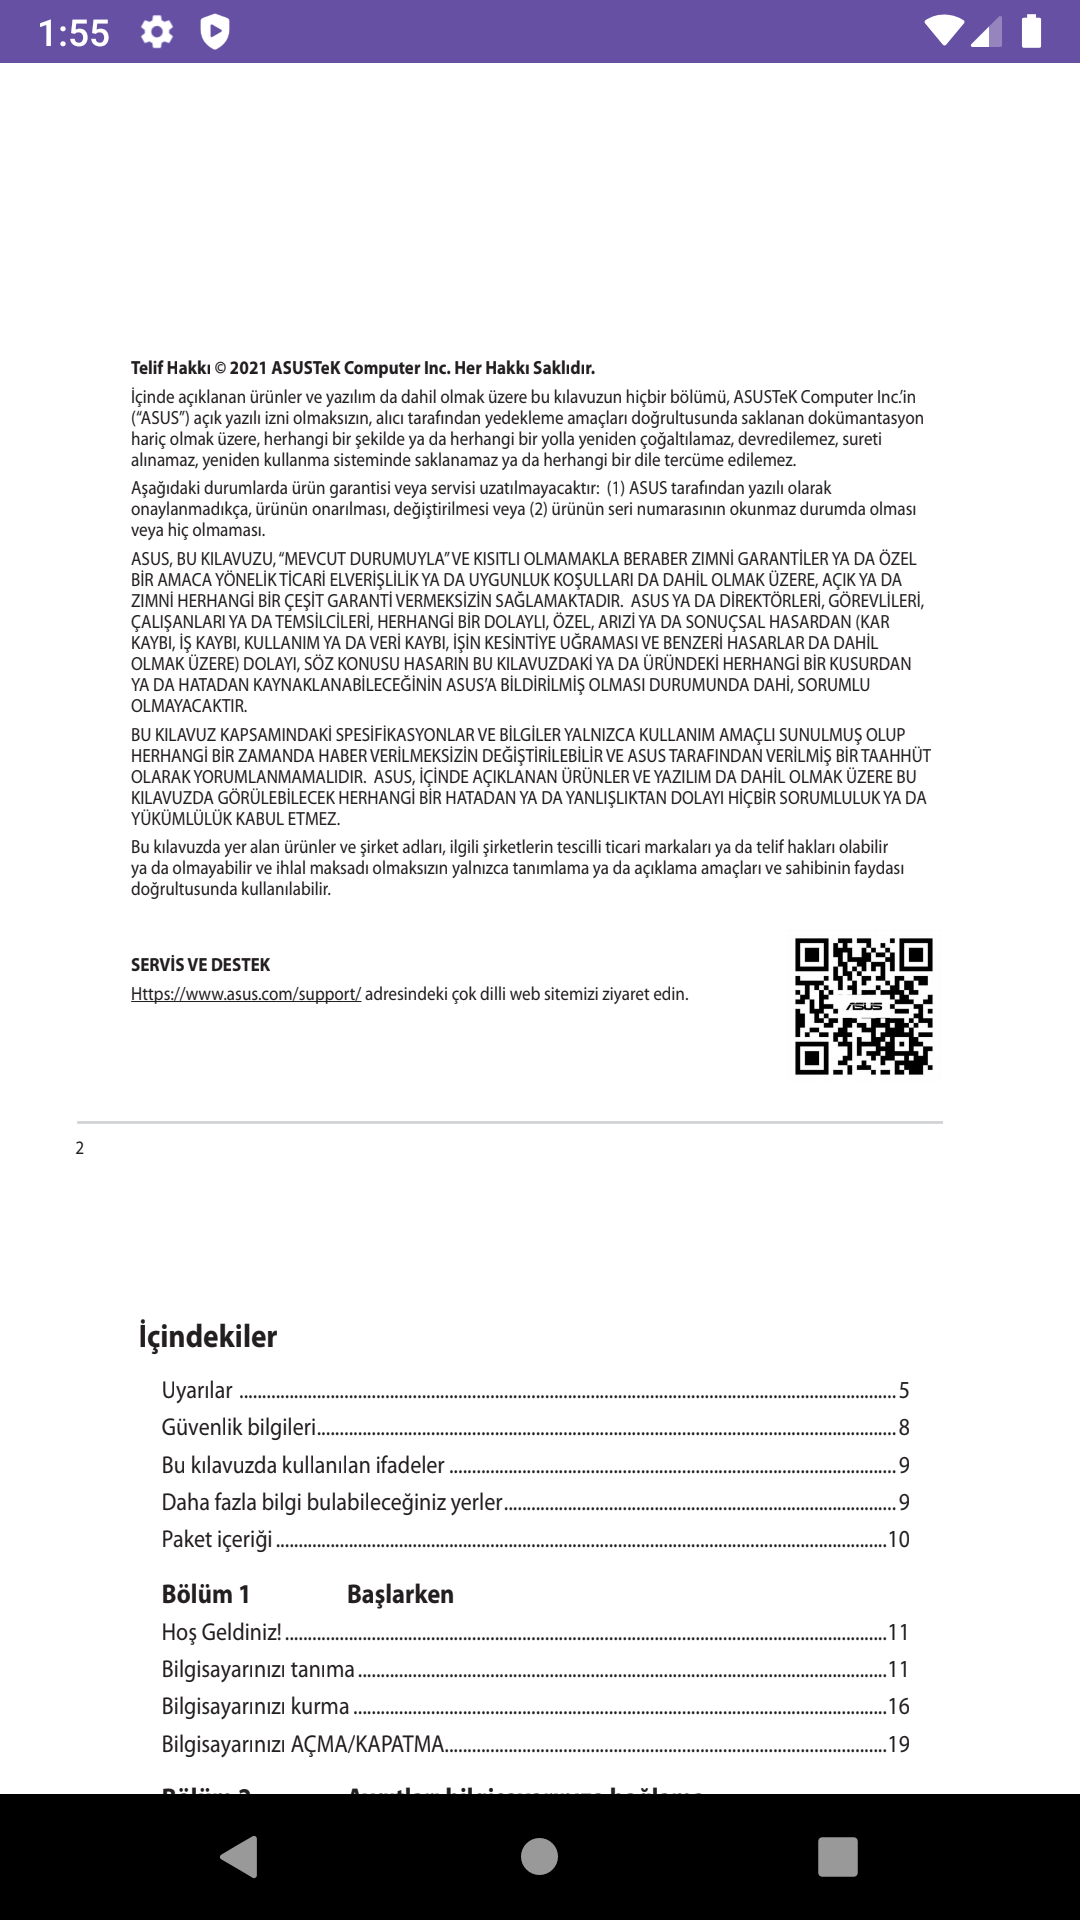 1:55
Telif Hakkı © 2021 ASUSTeK Computer Inc. Her Hakkı Saklıdır.
İçinde açıklanan ürünler ve yazılım da dahil olmak üzere bu kılavuzun hiçbir bölümü, ASUSTeK Computer Inc.'in
(“ASUS”) açık yazılı izni olmaksızın, alıcı tarafından yedekleme amaçları doğrultusunda saklanan dokümantasyon
hariç olmak üzere, herhangi bir şekilde ya da herhangi bir yolla yeniden çoğaltılamaz, devredilemez, sureti
alınamaz, yeniden kullanma sisteminde saklanamaz ya da herhangi bir dile tercüme edilemez.
Aşağıdaki durumlarda ürün garantisi veya servisi uzatılmayacaktır:  (1) ASUS tarafından yazılı olarak
onaylanmadıkça, ürünün onarılması, değiştirilmesi veya (2) ürünün seri numarasının okunmaz durumda olması
veya hiç olmaması.
ASUS, BU KILAVUZU, “MEVCUT DURUMUYLA” VE KISITLI OLMAMAKLA BERABER ZIMNİ GARANTİLER YA DA ÖZEL
BİR AMACA YÖNELİK TİCARİ ELVERİŞLİLİK YA DA UYGUNLUK KOŞULLARI DA DAHİL OLMAK ÜZERE, AÇIK YA DA
ZIMNİ HERHANGİ BİR ÇEŞİT GARANTİ VERMEKSİZİN SAĞLAMAKTADIR.  ASUS YA DA DİREKTÖRLERİ, GÖREVLİLERİ,
ÇALIŞANLARI YA DA TEMSİLCİLERİ, HERHANGİ BİR DOLAYLI, ÖZEL, ARIZİ YA DA SONUÇSAL HASARDAN (KAR
KAYBI, İŞ KAYBI, KULLANIM YA DA VERİ KAYBI, İŞİN KESİNTİYE UĞRAMASI VE BENZERİ HASARLAR DA DAHİL
OLMAK ÜZERE) DOLAYI, SÖZ KONUSU HASARIN BU KILAVUZDAKİ YA DA ÜRÜNDEKİ HERHANGİ BİR KUSURDAN
YA DA HATADAN KAYNAKLANABİLECEĞİNİN ASUS’A BİLDİRİLMİŞ OLMASI DURUMUNDA DAHİ, SORUMLU
OLMAYACAKTIR.
BU KILAVUZ KAPSAMINDAKİ SPESİFİKASYONLAR VE BİLGİLER YALNIZCA KULLANIM AMAÇLI SUNULMUŞ OLUP
HERHANGİ BİR ZAMANDA HABER VERİLMEKSİZİN DEĞİŞTİRİLEBİLİR VE ASUS TARAFINDAN VERİLMİŞ BİR TAAHHÜT
OLARAK YORUMLANMAMALIDIR.  ASUS, İÇİNDE AÇIKLANAN ÜRÜNLER VE YAZILIM DA DAHİL OLMAK ÜZERE BU
KILAVUZDA GÖRÜLEBİLECEK HERHANGİ BİR HATADAN YA DA YANLIŞLIKTAN DOLAYI HİÇBİR SORUMLULUK YA DA
YÜKÜMLÜLÜK KABUL ETMEZ.
Bu kılavuzda yer alan ürünler ve şirket adları, ilgili şirketlerin tescilli ticari markaları ya da telif hakları olabilir
ya da olmayabilir ve ihlal maksadı olmaksızın yalnızca tanımlama ya da açıklama amaçları ve sahibinin faydası
doğrultusunda kullanılabilir.
SERVİS VE DESTEK
Https://www.asus.com/support/ adresindeki çok dilli web sitemizi ziyaret edin.
ASUS
2
İçindekiler
Uyarılar ..... 5
Güvenlik bilgileri ..... 8
Bu kılavuzda kullanılan ifadeler ..... 9
Daha fazla bilgi bulabileceğiniz yerler ..... 9
Paket içeriği ..... 10
Bölüm 1 Başlarken
Hoş Geldiniz! ..... 11
Bilgisayarınızı tanıma ..... 11
Bilgisayarınızı kurma ..... 16
Bilgisayarınızı AÇMA/KAPATMA ..... 19
Bölüm 2 Aygıtları bilgisayarınıza bağlama